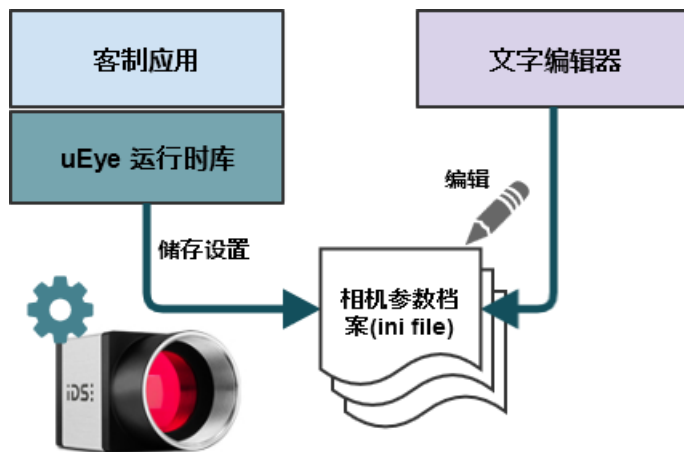 客制应用
文字编辑器
uEye 运行时库
编辑
储存设置
相机参数档
案(ini file)
iDS: